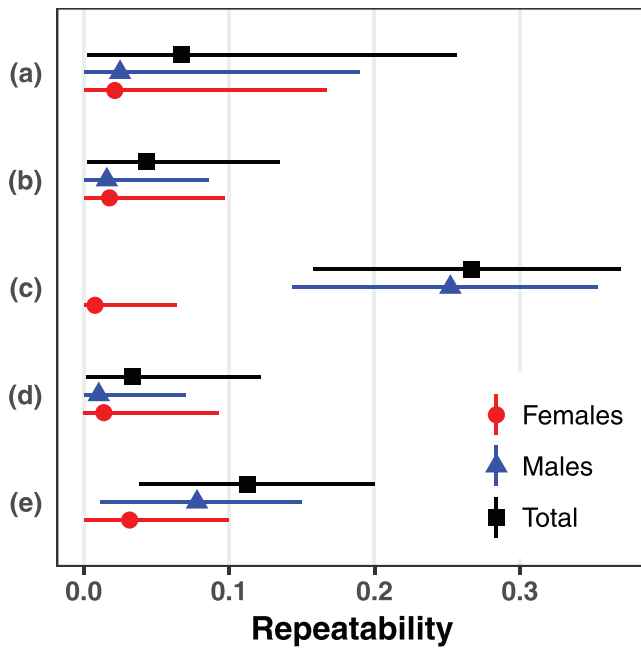 (a)
(b)
(c)
(d)
(e)
Females
Males
Total
0.0 0.1 0.2 0.3
Repeatability